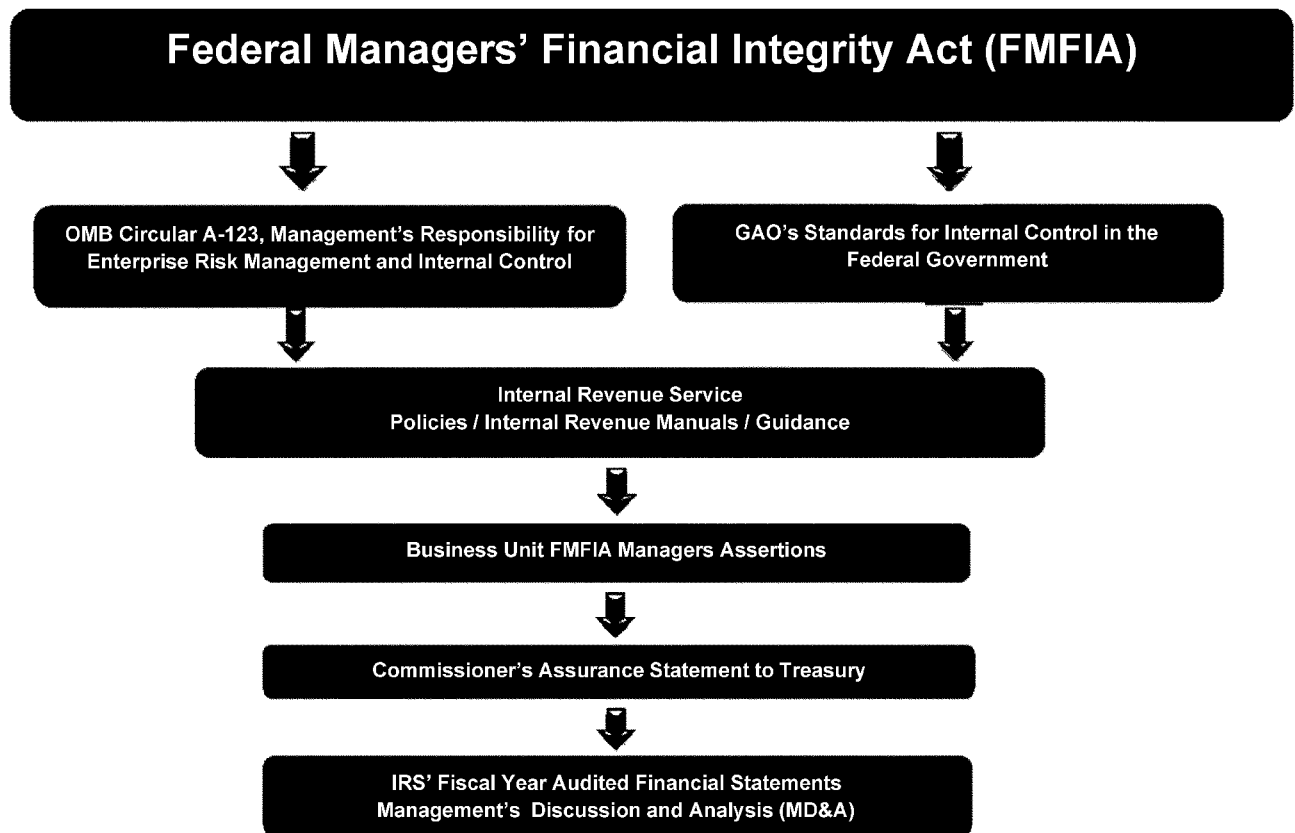 Federal Managers’ Financial Integrity Act (FMFIA)
OMB Circular A-123, Management’s Responsibility for
Enterprise Risk Management and Internal Control
GAO’s Standards for Internal Control in the
Federal Government
Internal Revenue Service
Policies / Internal Revenue Manuals / Guidance
Business Unit FMFIA Managers Assertions
Commissioner’s Assurance Statement to Treasury
IRS’ Fiscal Year Audited Financial Statements
Management’s Discussion and Analysis (MD&A)